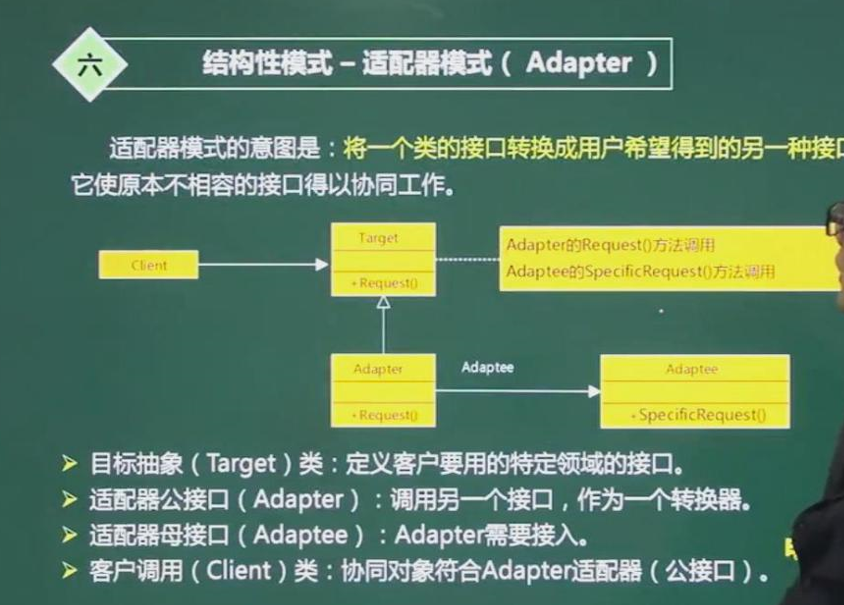 六
结构性模式 – 适配器模式（ Adapter ）
适配器模式的意图是：将一个类的接口转换成用户希望得到的另一种接
它使原本不相容的接口得以协同工作。
Client
Target
+Request()
Adapter的Request()方法调用
Adaptee的SpecificRequest()方法调用
Adapter
+Request()
Adaptee
Adaptee
+SpecificRequest()
➢ 目标抽象（Target）类：定义客户要用的特定领域的接口。
➢ 适配器公接口（Adapter）：调用另一个接口，作为一个转换器。
➢ 适配器母接口（Adaptee）：Adapter需要接入。
➢ 客户调用（Client）类：协同对象符合Adapter适配器（公接口）。